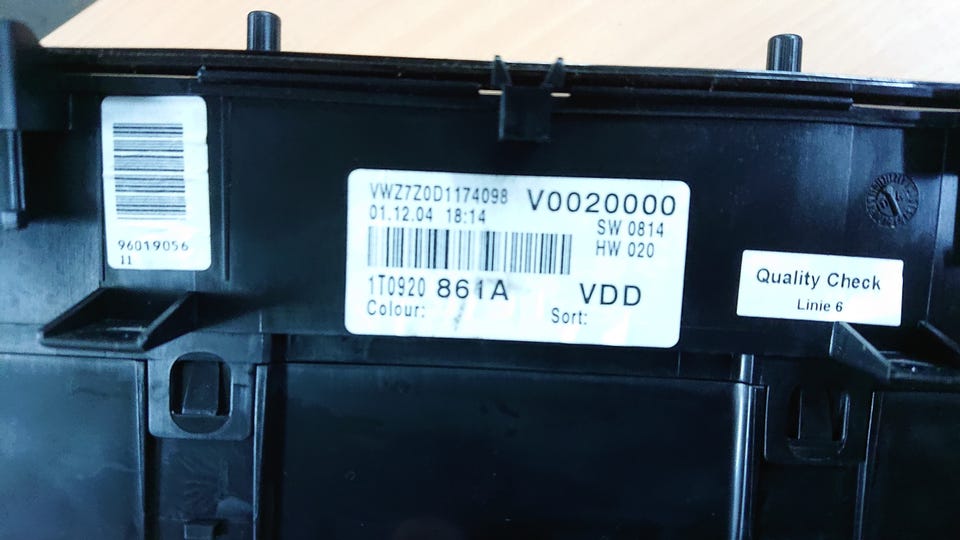 96019056
11
VWZ7Z0D1174098 V0020000
01.12.04 18:14 SW 0814
HW 020
1T0920 861A VDD
Colour: Sort:
Quality Check
Linie 6